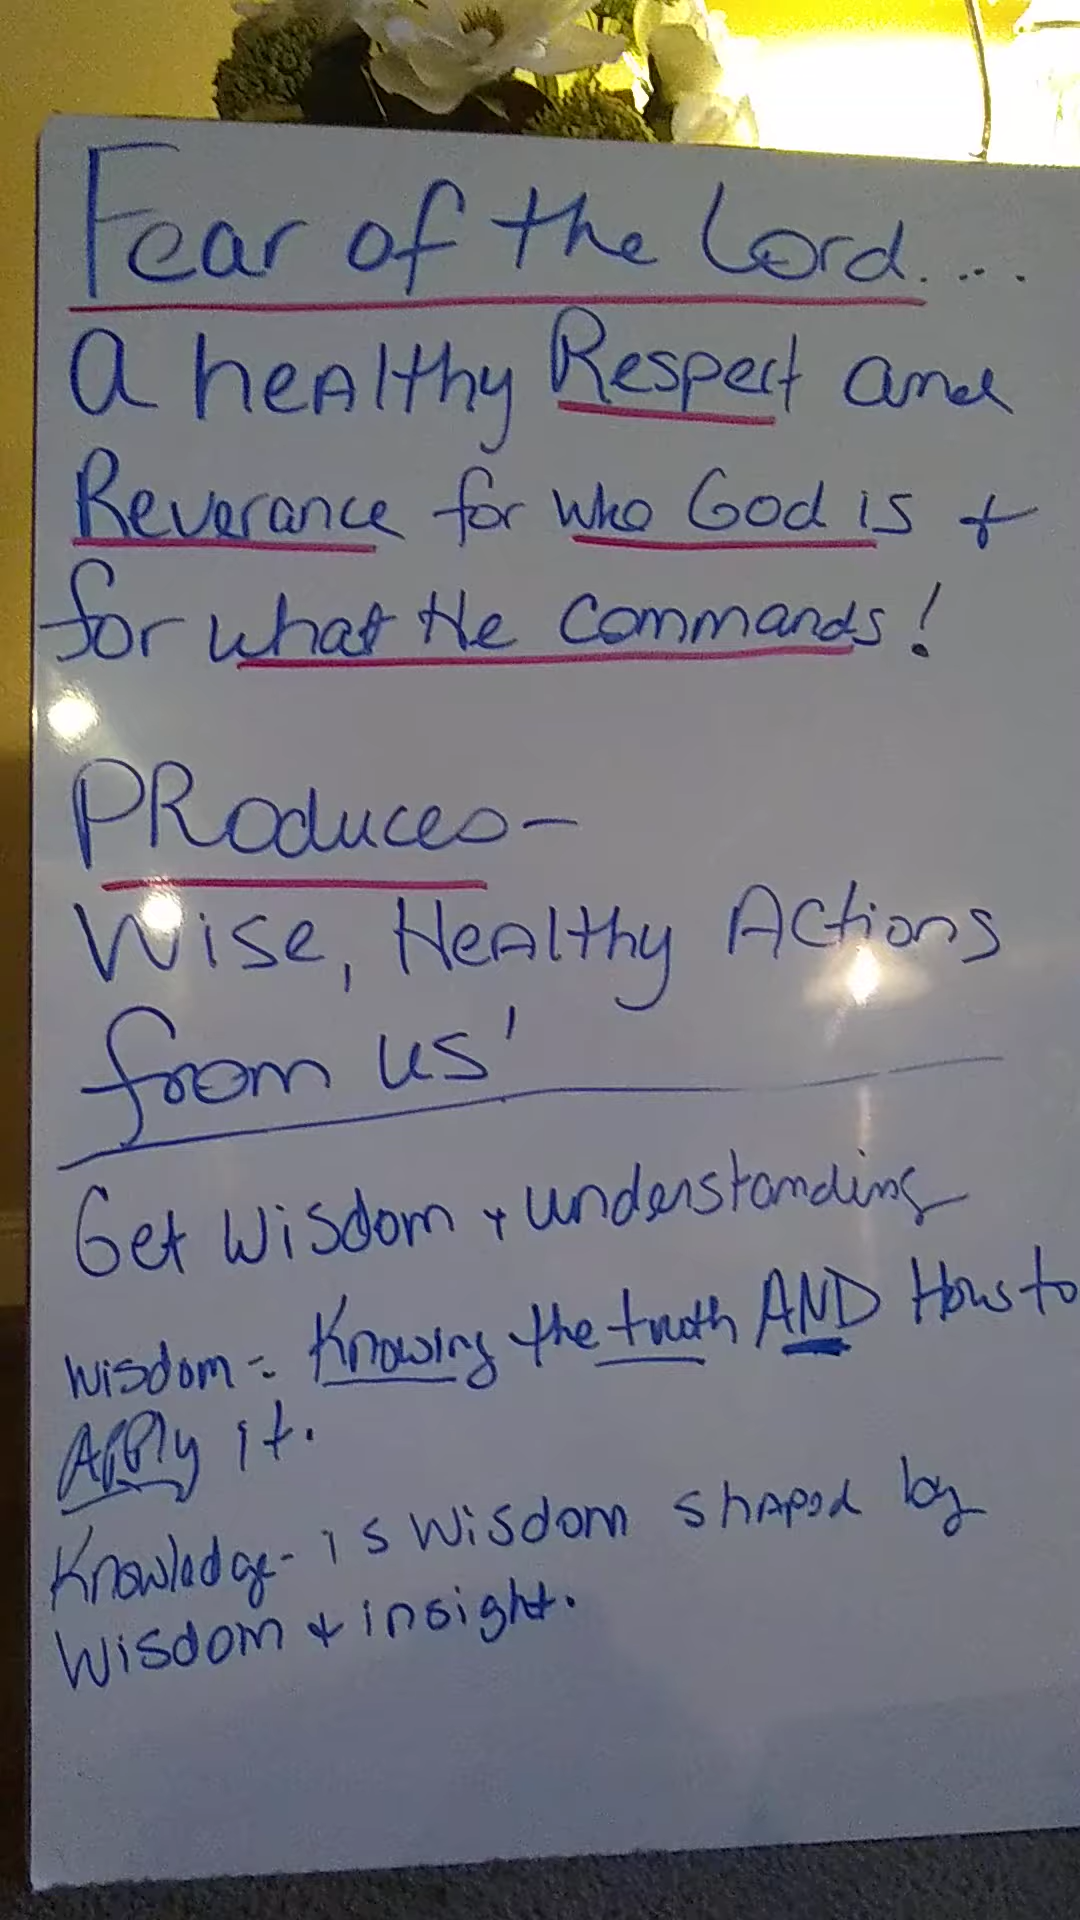 Fear of the Lord....
a healthy Respect and
Reverance for who God is +
for what He commands!
PRoduces-
Wise, Healthy Actions
from us'
Get Wisdom + understanding
wisdom = Knowing the truth AND How to
Apply it.
Knowledge - is wisdom shaped by
Wisdom + insight.